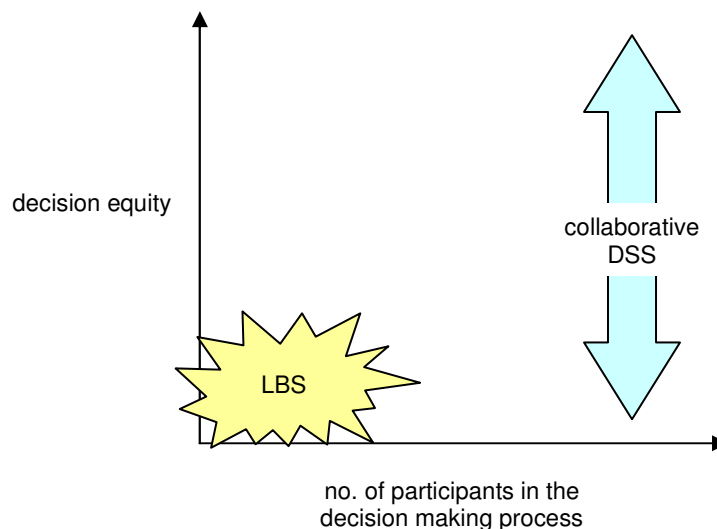 decision equity
collaborative
DSS
LBS
no. of participants in the
decision making process